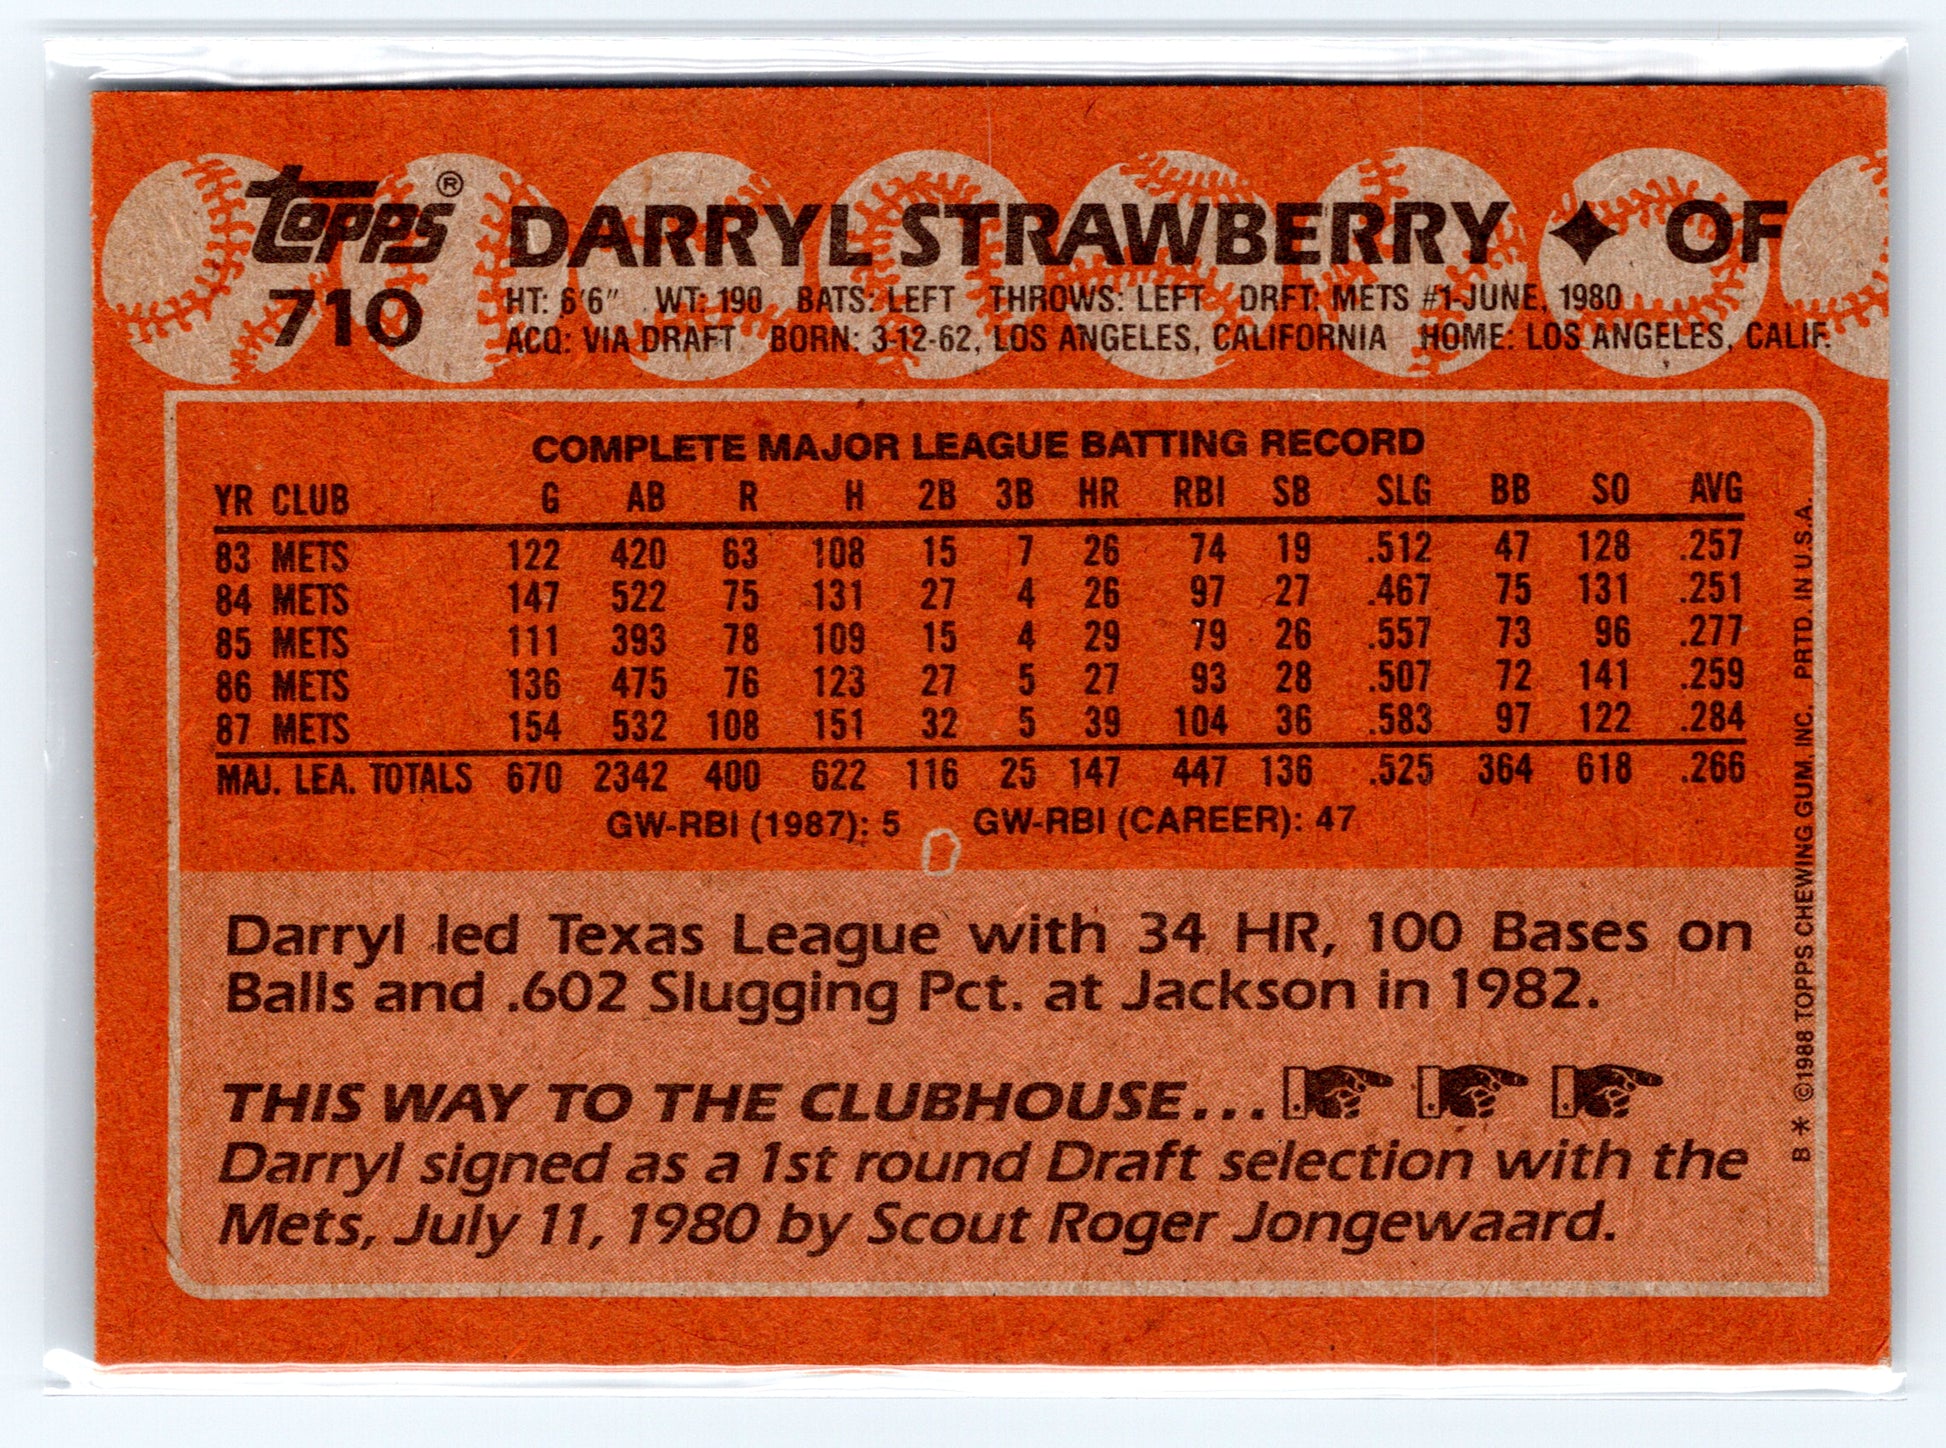 topps® DARRYL STRAWBERRY ✦ OF
710 HT: 6'6" WT: 190 BATS: LEFT THROWS: LEFT DRFT: METS #1-JUNE, 1980
ACQ: VIA DRAFT BORN: 3-12-62, LOS ANGELES, CALIFORNIA HOME: LOS ANGELES, CALIF.
COMPLETE MAJOR LEAGUE BATTING RECORD
YR CLUB G AB R H 2B 3B HR RBI SB SLG BB SO AVG
83 METS 122 420 63 108 15 7 26 74 19 .512 47 128 .257
84 METS 147 522 75 131 27 4 26 97 27 .467 75 131 .251
85 METS 111 393 78 109 15 4 29 79 26 .557 73 96 .277
86 METS 136 475 76 123 27 5 27 93 28 .507 72 141 .259
87 METS 154 532 108 151 32 5 39 104 36 .583 97 122 .284
MAJ. LEA. TOTALS 670 2342 400 622 116 25 147 447 136 .525 364 618 .266
GW-RBI (1987): 5 GW-RBI (CAREER): 47
D
Darryl led Texas League with 34 HR, 100 Bases on
Balls and .602 Slugging Pct. at Jackson in 1982.
THIS WAY TO THE CLUBHOUSE...
Darryl signed as a 1st round Draft selection with the
Mets, July 11, 1980 by Scout Roger Jongewaard.
B * ©1988 TOPPS CHEWING GUM, INC. PRTD. IN U.S.A.